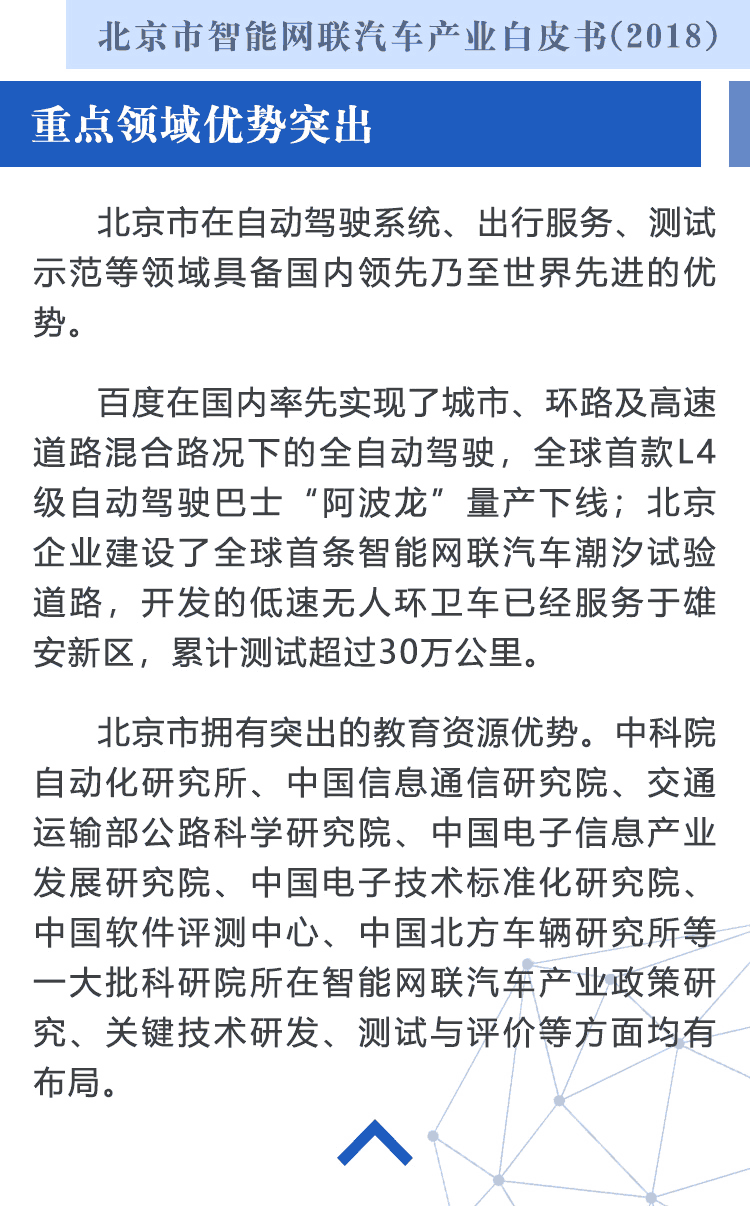 北京市智能网联汽车产业白皮书(2018)
重点领域优势突出
北京市在自动驾驶系统、出行服务、测试
示范等领域具备国内领先乃至世界先进的优
势。
百度在国内率先实现了城市、环路及高速
道路混合路况下的全自动驾驶，全球首款L4
级自动驾驶巴士“阿波龙”量产下线；北京
企业建设了全球首条智能网联汽车潮汐试验
道路，开发的低速无人环卫车已经服务于雄
安新区，累计测试超过30万公里。
北京市拥有突出的教育资源优势。中科院
自动化研究所、中国信息通信研究院、交通
运输部公路科学研究院、中国电子信息产业
发展研究院、中国电子技术标准化研究院、
中国软件评测中心、中国北方车辆研究所等
一大批科研院所在智能网联汽车产业政策研
究、关键技术研发、测试与评价等方面均有
布局。